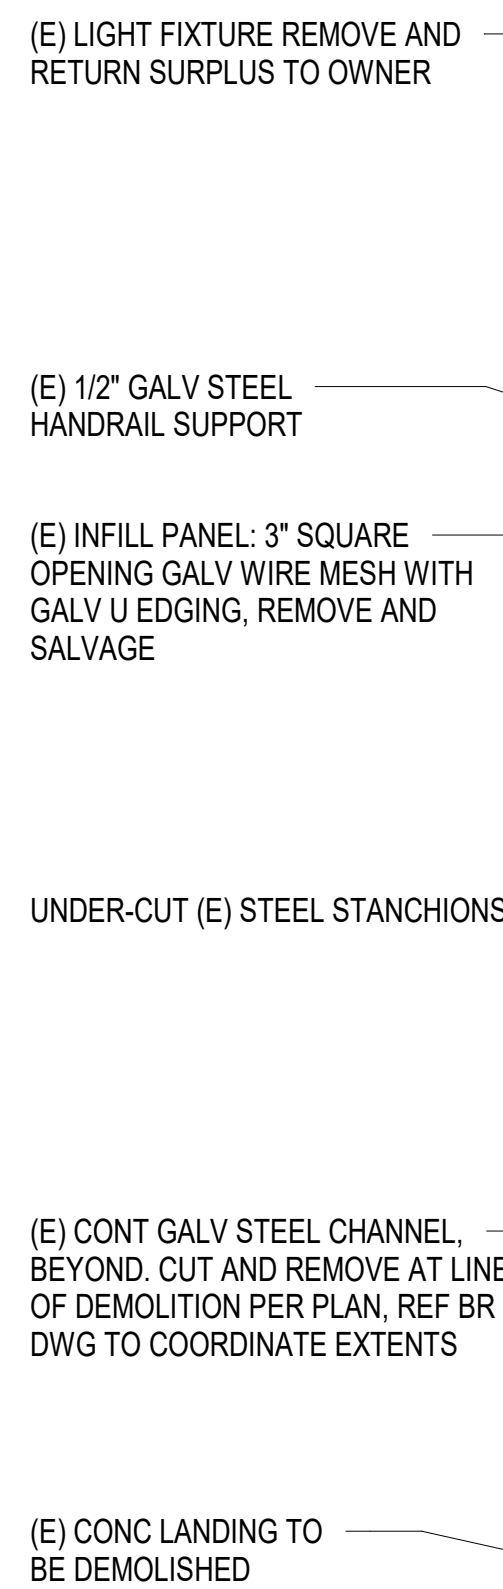 (E) LIGHT FIXTURE REMOVE AND
RETURN SURPLUS TO OWNER
(E) 1/2" GALV STEEL
HANDRAIL SUPPORT
(E) INFILL PANEL: 3" SQUARE
OPENING GALV WIRE MESH WITH
GALV U EDGING, REMOVE AND
SALVAGE
UNDER-CUT (E) STEEL STANCHIONS
(E) CONT GALV STEEL CHANNEL,
BEYOND. CUT AND REMOVE AT LINE
OF DEMOLITION PER PLAN, REF BR
DWG TO COORDINATE EXTENTS
(E) CONC LANDING TO
BE DEMOLISHED